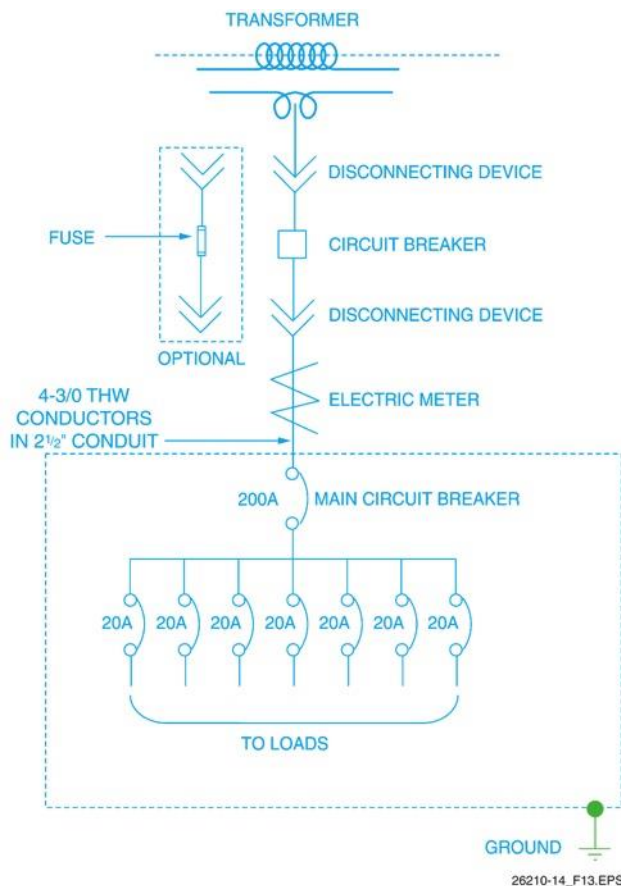 TRANSFORMER
DISCONNECTING DEVICE
FUSE
CIRCUIT BREAKER
DISCONNECTING DEVICE
OPTIONAL
4-3/0 THW
CONDUCTORS
IN 2½" CONDUIT
ELECTRIC METER
200A
MAIN CIRCUIT BREAKER
20A 20A 20A 20A 20A 20A 20A
TO LOADS
GROUND
26210-14_F13.EPS